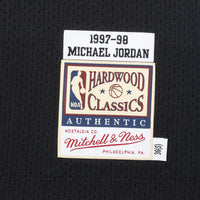 1997-98
MICHAEL JORDAN
NBA
HARDWOOD
CLASSICS
AUTHENTIC
NOSTALGIA CO.
Mitchell & Ness
PHILADELPHIA, PA.